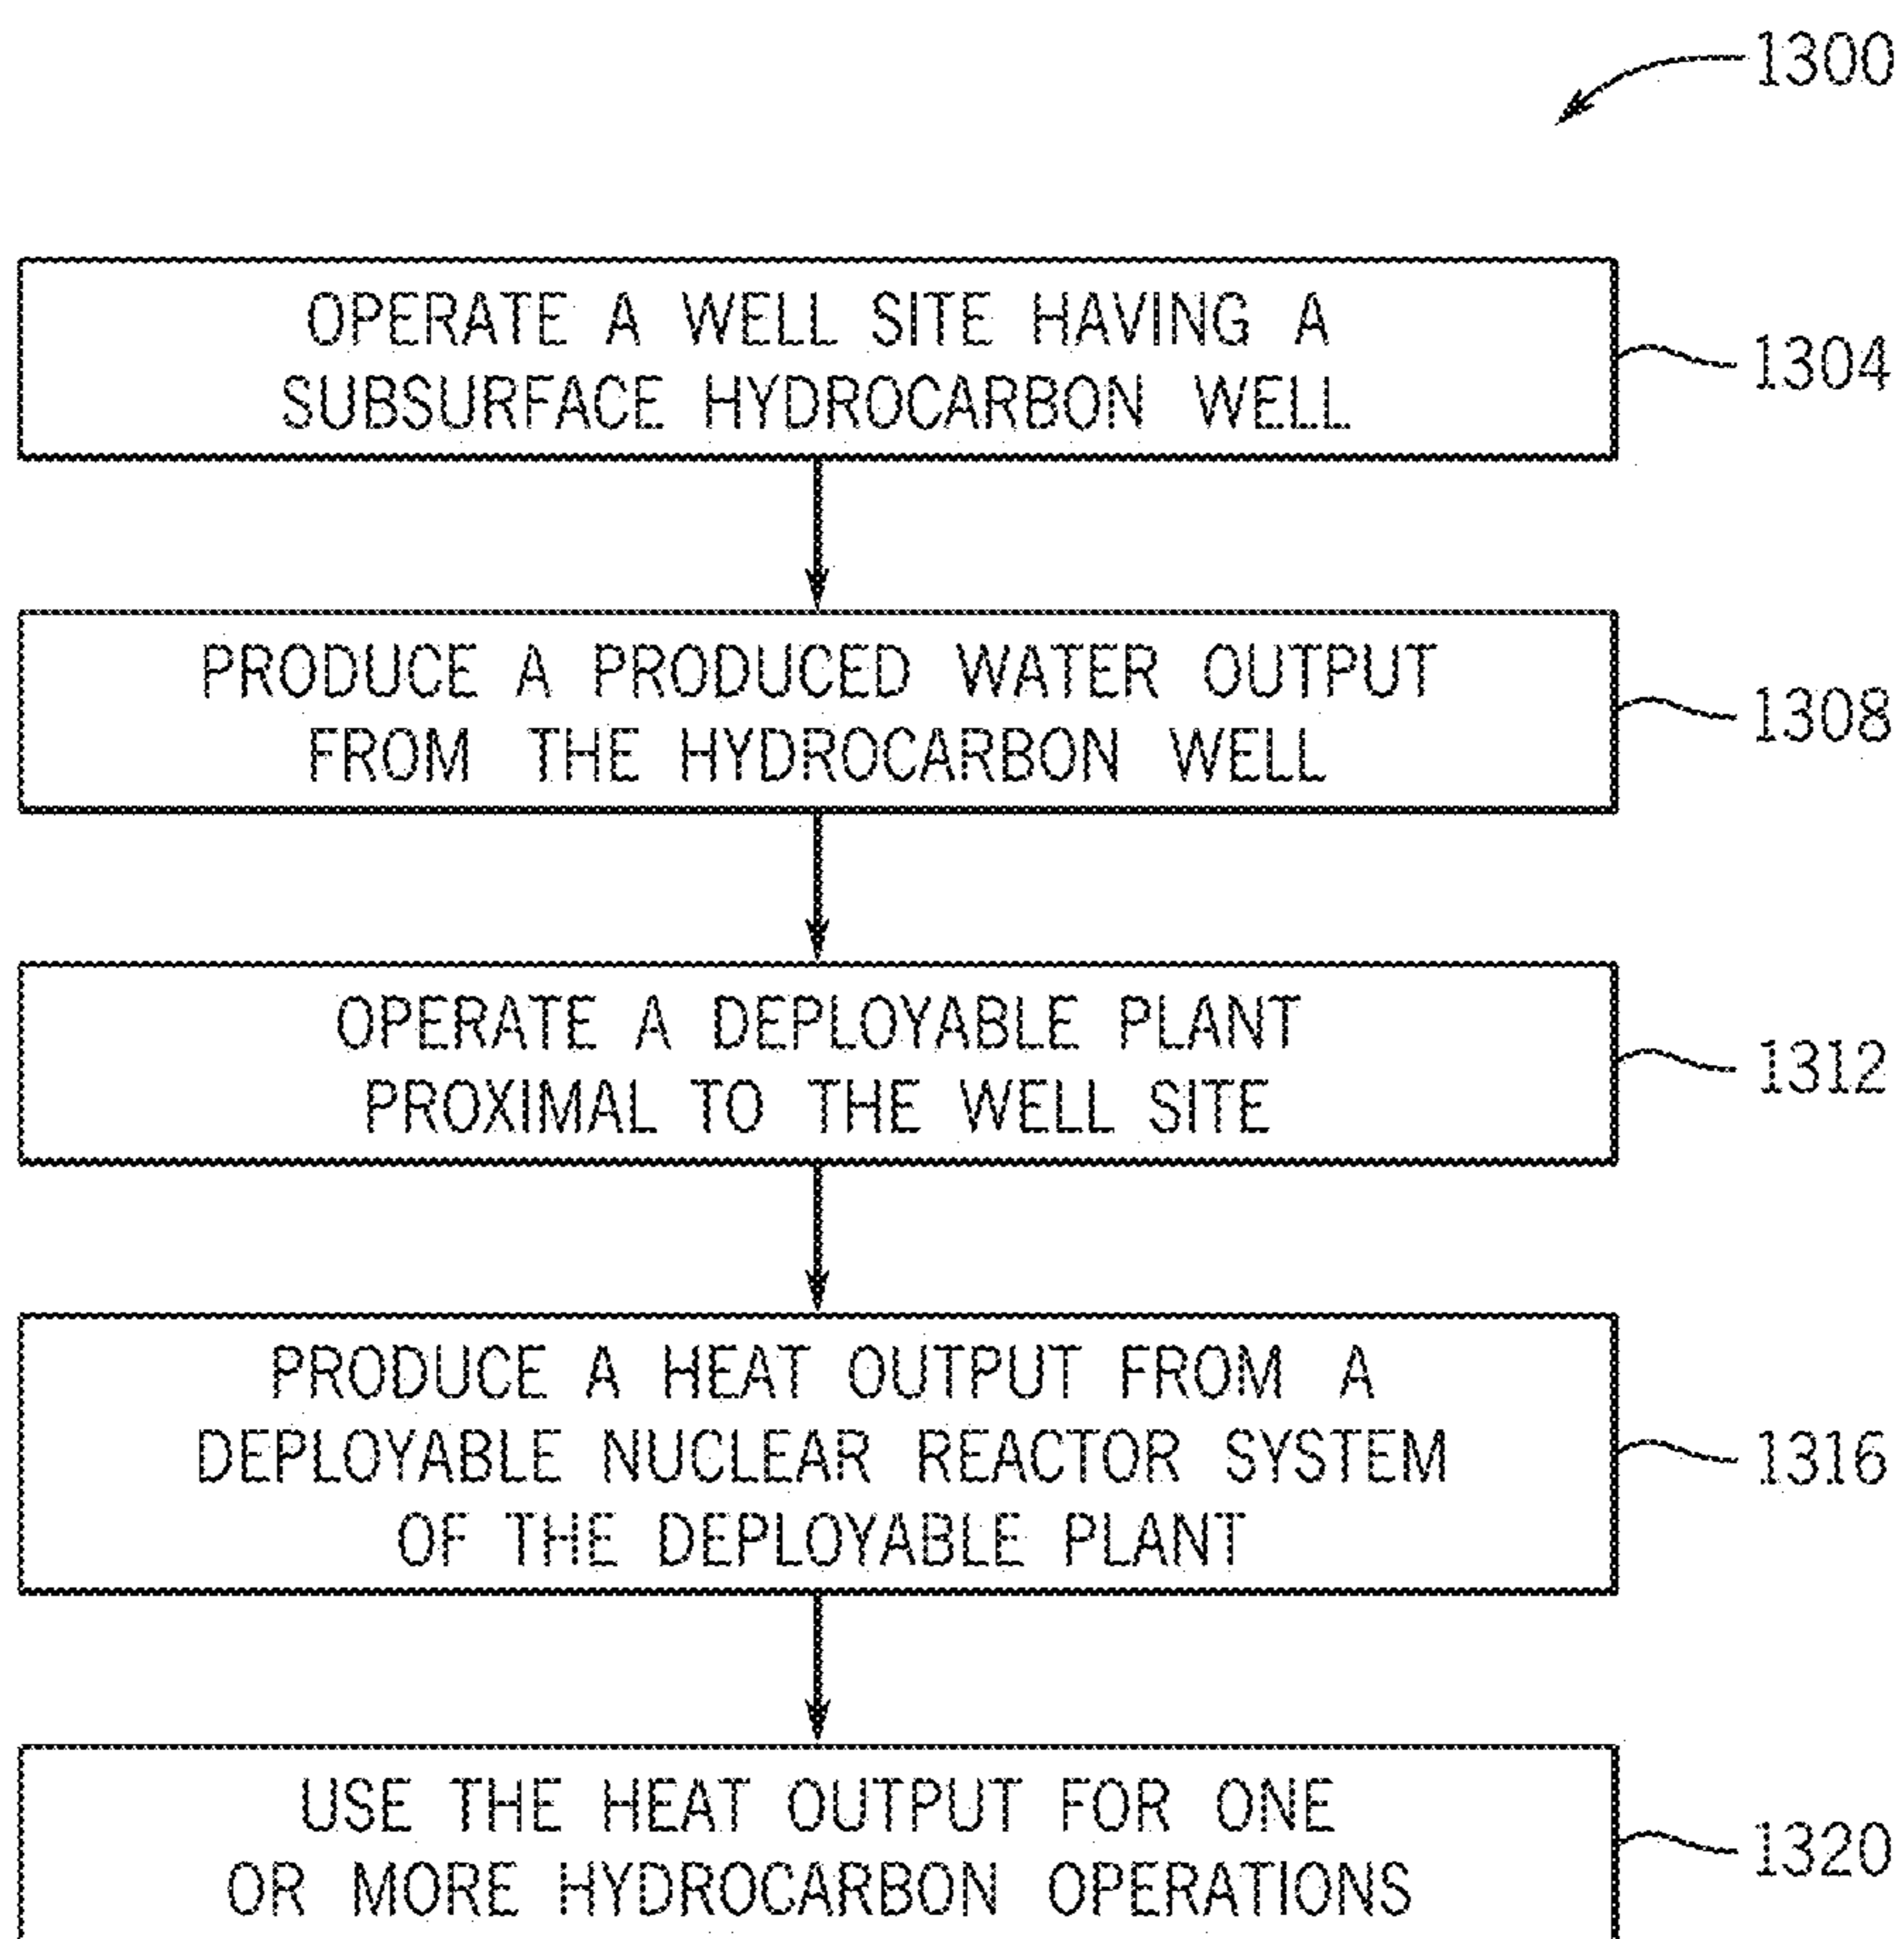 1300
OPERATE A WELL SITE HAVING A
SUBSURFACE HYDROCARBON WELL
1304
PRODUCE A PRODUCED WATER OUTPUT
FROM THE HYDROCARBON WELL
1308
OPERATE A DEPLOYABLE PLANT
PROXIMAL TO THE WELL SITE
1312
PRODUCE A HEAT OUTPUT FROM A
DEPLOYABLE NUCLEAR REACTOR SYSTEM
OF THE DEPLOYABLE PLANT
1316
USE THE HEAT OUTPUT FOR ONE
OR MORE HYDROCARBON OPERATIONS
1320